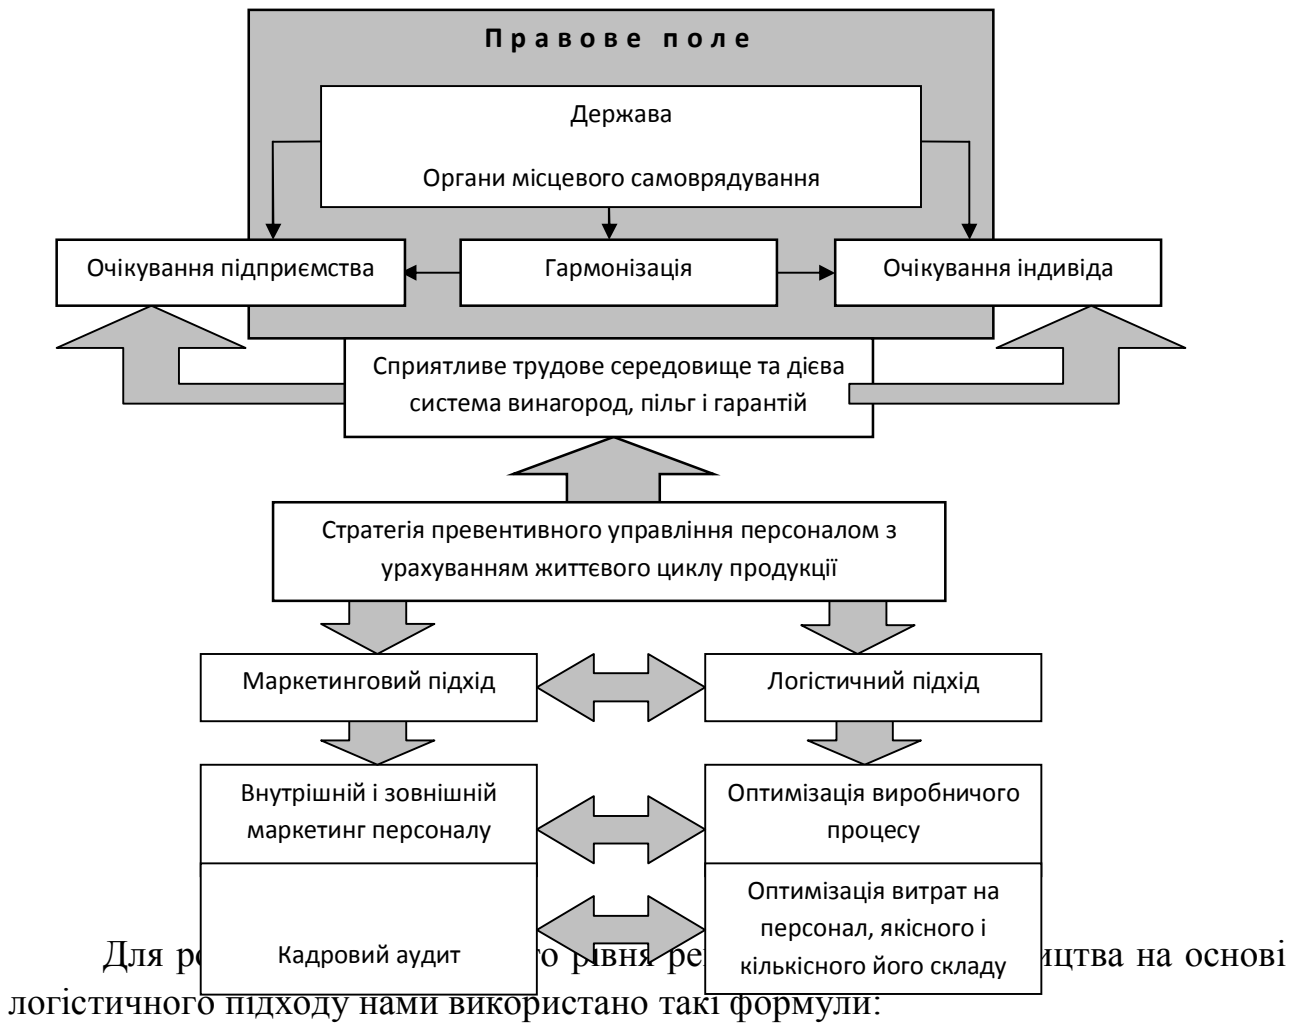 Правове поле
Держава
Органи місцевого самоврядування
Очікування підприємства
Гармонізація
Очікування індивіда
Сприятливе трудове середовище та дієва
система винагород, пільг і гарантій
Стратегія превентивного управління персоналом з
урахуванням життєвого циклу продукції
Маркетинговий підхід
Логістичний підхід
Внутрішній і зовнішній
маркетинг персоналу
Оптимізація виробничого
процесу
Кадровий аудит
Оптимізація витрат на
персонал, якісного і
кількісного його складу
Для рівня на основі
логістичного підходу нами використано такі формули: